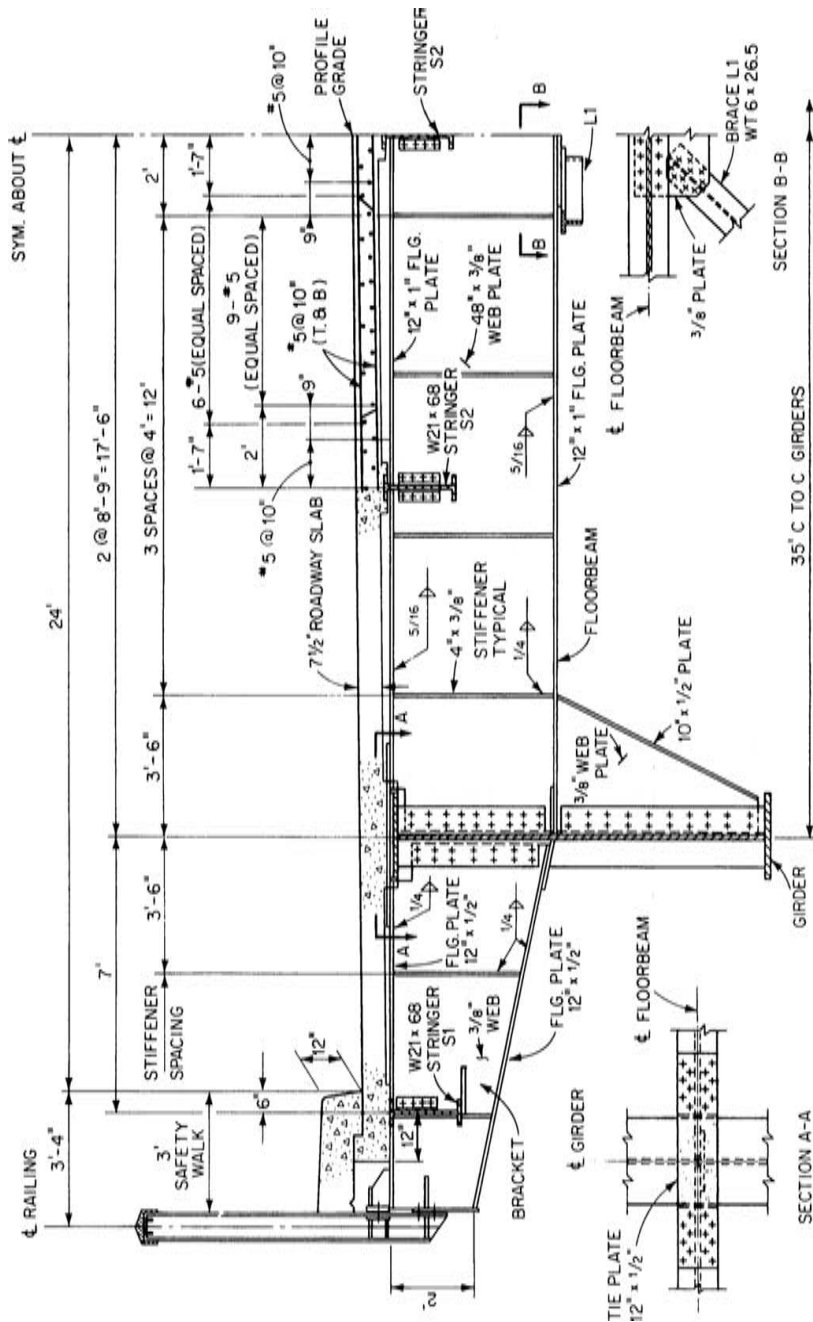 SYM. ABOUT ℄
℄ RAILING
3'-4"
24'
7'
2 @ 8'-9" = 17'-6"
3'
SAFETY
WALK
STIFFENER
SPACING
3'-6"
3'-6"
3 SPACES @ 4' = 12'
2'
12"
6"
7½" ROADWAY SLAB
#5 @ 10"
1'-7"
6-#5 (EQUAL SPACED)
1'-7"
2'
9-#5
(EQUAL SPACED)
9"
#5 @ 10"
(T. & B.)
9"
#5 @ 10"
PROFILE
GRADE
STRINGER
S2
A
A
12"
2'
W21 x 68
STRINGER
S1
3/8"
WEB
BRACKET
FLG. PLATE
12" x 1/2"
1/4
1/4
FLG. PLATE
12" x 1/2"
5/16
4" x 3/8"
STIFFENER
TYPICAL
1/4
FLOORBEAM
W21 x 68
STRINGER
S2
12" x 1" FLG.
PLATE
48" x 3/8"
WEB PLATE
5/16
12" x 1" FLG. PLATE
B
B
L1
3/8" WEB
PLATE
10" x 1/2" PLATE
GIRDER
35' C TO C GIRDERS
℄ GIRDER
℄ FLOORBEAM
TIE PLATE
12" x 1/2"
SECTION A-A
℄ FLOORBEAM
3/8" PLATE
BRACE L1
WT 6 x 26.5
SECTION B-B